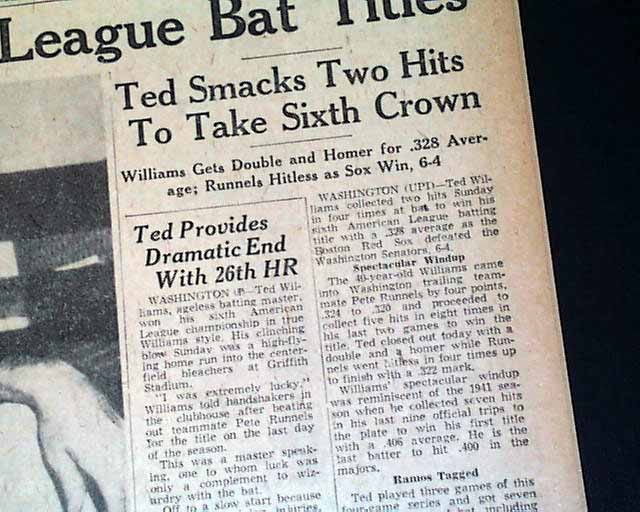 League Bat Titles
Ted Smacks Two Hits
To Take Sixth Crown
Williams Gets Double and Homer for .328 Aver-
age; Runnels Hitless as Sox Win, 6-4
Ted Provides
Dramatic End
With 26th HR
WASHINGTON (P)—Ted Wil-
liams, ageless batting master,
won his sixth American
League championship in true
Williams style. His clinching
blow Sunday was a high-fly-
ing home run into the center-
field bleachers at Griffith
Stadium.
"I was extremely lucky,"
Williams told handshakers in
the clubhouse after beating
out teammate Pete Runnels
for the title on the last day
of the season.
This was a master speak-
ing, one to whom luck was
only a complement to wiz-
ardry with the bat.
Off to a slow start because
injuries,
WASHINGTON (UPI)—Ted Wil-
liams collected two hits Sunday
in four times at bat to win his
sixth American League batting
title with a .328 average as the
Boston Red Sox defeated the
Washington Senators, 6-4.
Spectacular Windup
The 40-year-old Williams came
into Washington trailing team-
mate Pete Runnels by four points,
.324 to .320 and proceeded to
collect five hits in eight times in
his last two games to win the
title. Ted closed out today with a
double and a homer while Run-
nels went hitless in four times up
to finish with a .322 mark.
Williams' spectacular windup
was reminiscent of the 1941 sea-
son when he collected seven hits
in his last nine official trips to
the plate to win his first title
with a .406 average. He is the
last batter to hit .400 in the
majors.
Ramos Tagged
Ted played three games of this
four-game series and got seven
bat, including